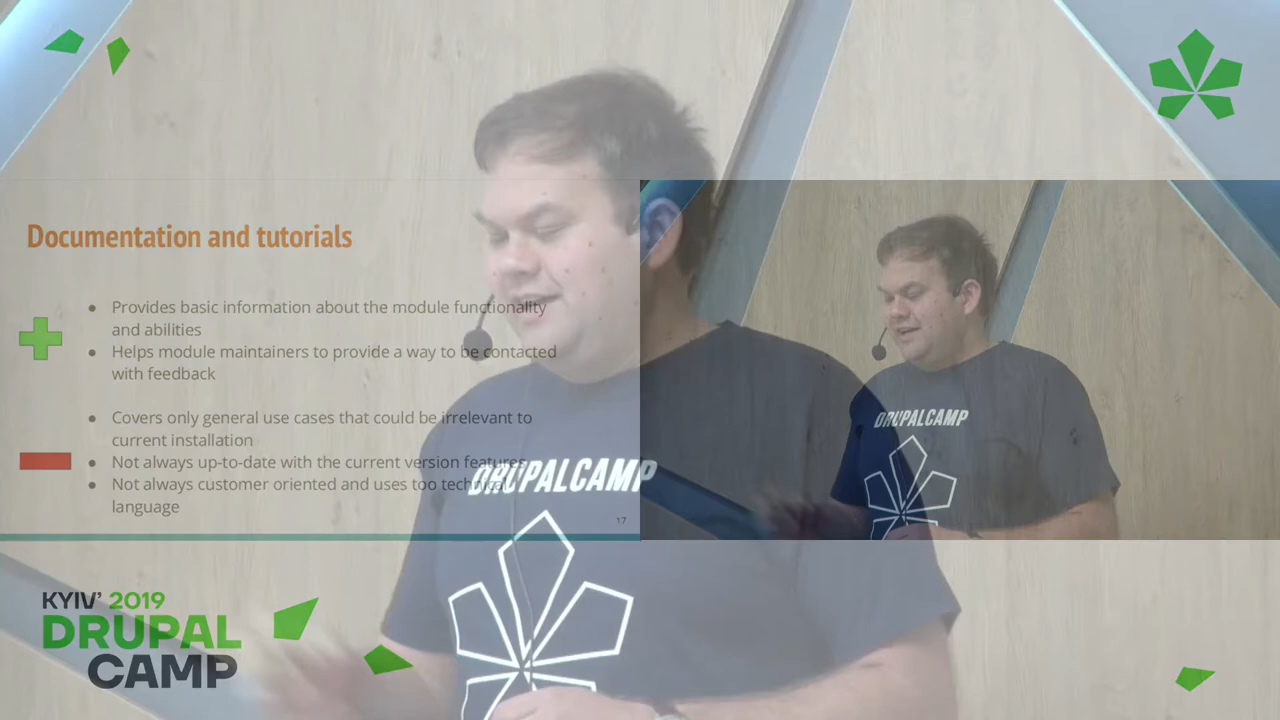 Documentation and tutorials
Provides basic information about the module functionality
and abilities
Helps module maintainers to provide a way to be contacted
with feedback
Covers only general use cases that could be irrelevant to
current installation
Not always up-to-date with the current version features
Not always customer oriented and uses too technical
language
17
DRUPALCAMP
DRUPALCAMP
KYIV' 2019
DRUPAL
CAMP